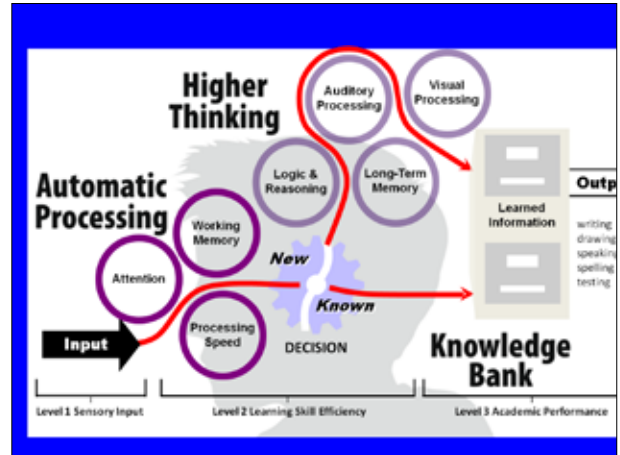 Higher
Thinking
Auditory
Processing
Visual
Processing
Automatic
Processing
Logic &
Reasoning
Long-Term
Memory
Working
Memory
Attention
Learned
Information
Outp
writing
drawing
speaking
spelling
testing
New
Known
Processing
Speed
Input
DECISION
Knowledge
Bank
Level 1 Sensory Input
Level 2 Learning Skill Efficiency
Level 3 Academic Performance